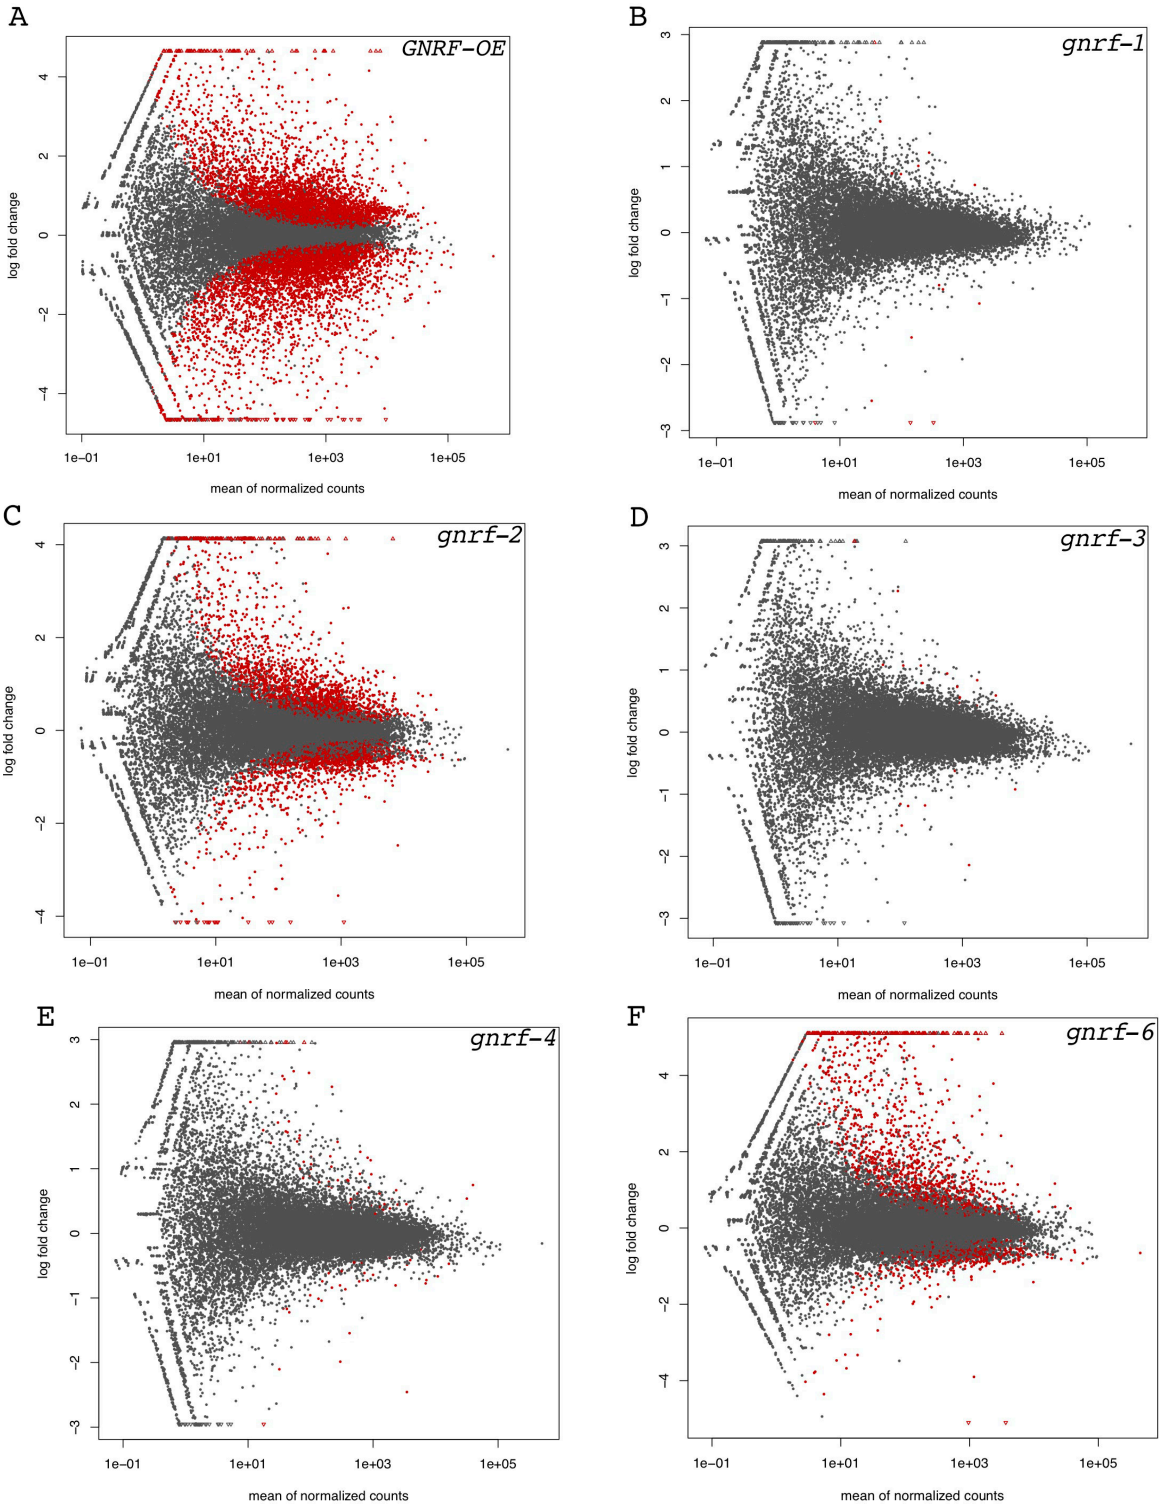 A
GNRF-OE
log fold change
4
2
0
−2
−4
1e−01 1e+01 1e+03 1e+05
mean of normalized counts
B
gnrf-1
log fold change
3
2
1
0
−1
−2
−3
1e−01 1e+01 1e+03 1e+05
mean of normalized counts
C
gnrf-2
log fold change
4
2
0
−2
−4
1e−01 1e+01 1e+03 1e+05
mean of normalized counts
D
gnrf-3
log fold change
3
2
1
0
−1
−2
−3
1e−01 1e+01 1e+03 1e+05
mean of normalized counts
E
gnrf-4
log fold change
3
2
1
0
−1
−2
−3
1e−01 1e+01 1e+03 1e+05
mean of normalized counts
F
gnrf-6
log fold change
4
2
0
−2
−4
1e−01 1e+01 1e+03 1e+05
mean of normalized counts